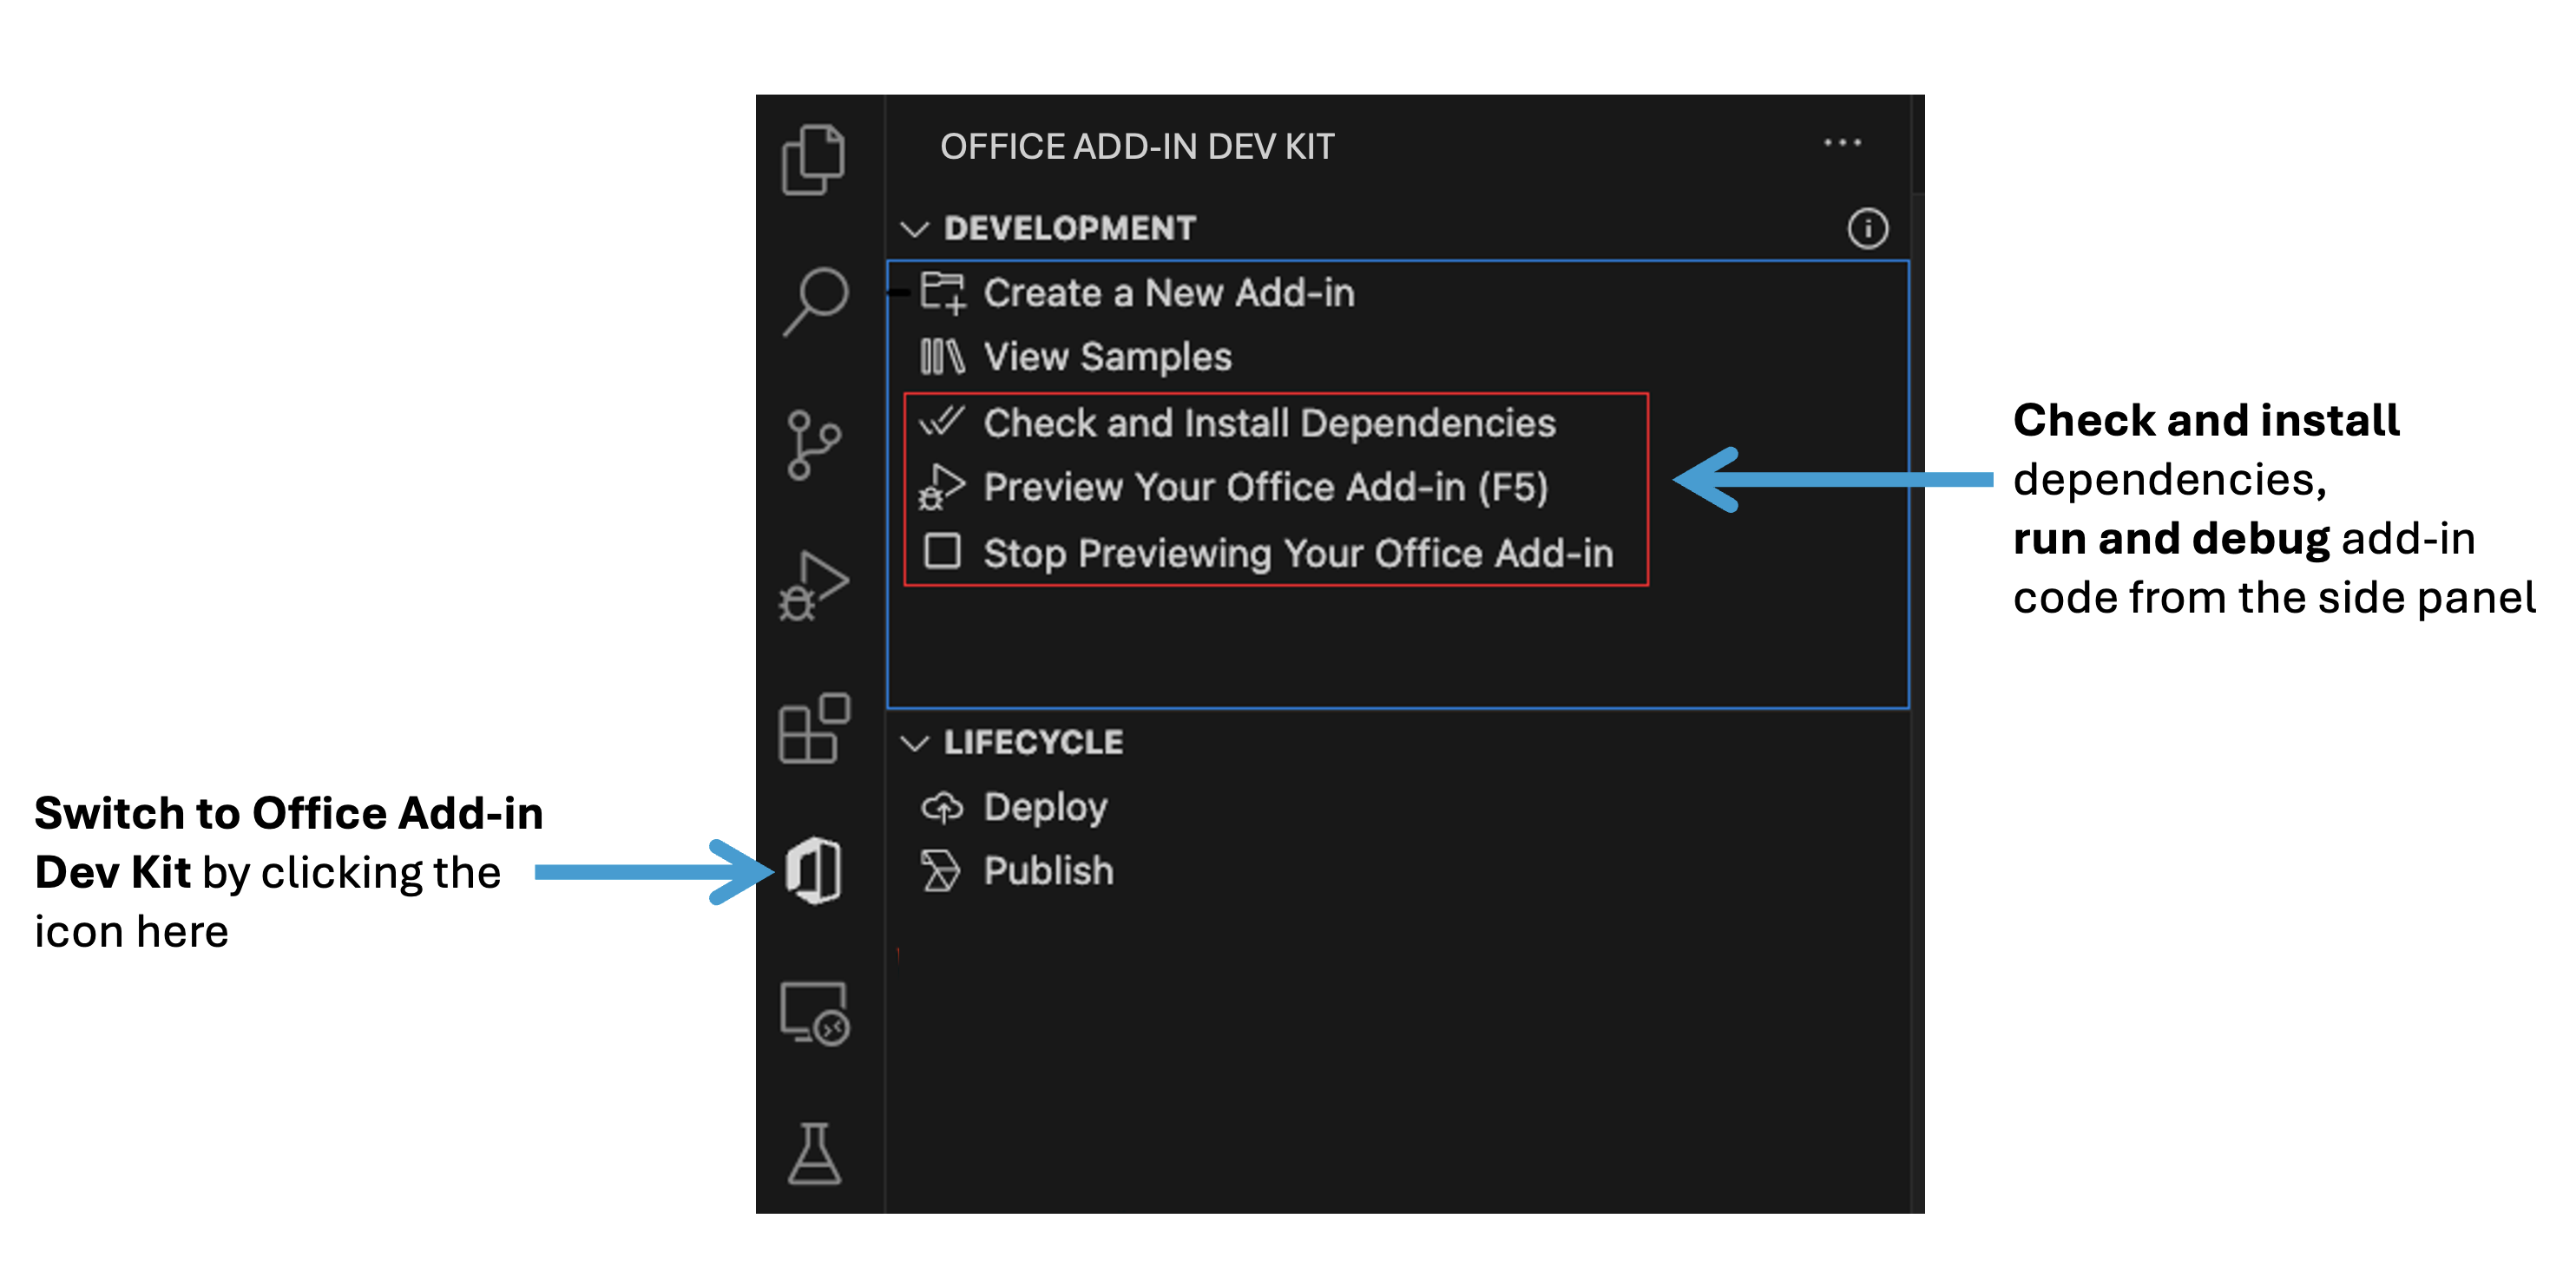 OFFICE ADD-IN DEV KIT
DEVELOPMENT
Create a New Add-in
View Samples
Check and Install Dependencies
Preview Your Office Add-in (F5)
Stop Previewing Your Office Add-in
LIFECYCLE
Deploy
Publish
Check and install
dependencies,
run and debug add-in
code from the side panel
Switch to Office Add-in
Dev Kit by clicking the
icon here